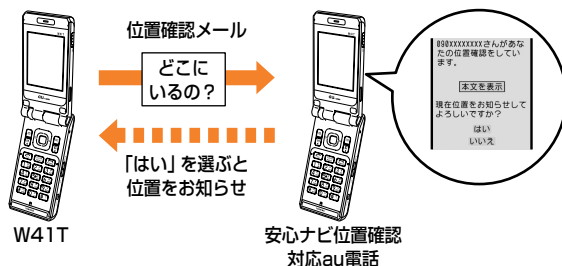 位置確認メール
どこに
いるの？
「はい」を選ぶと
位置をお知らせ
W41T
安心ナビ位置確認
対応au電話
090xxxxxxxxさんがあな
たの位置確認をしてい
ます。
本文を表示
現在位置をお知らせして
よろしいですか？
はい
いいえ